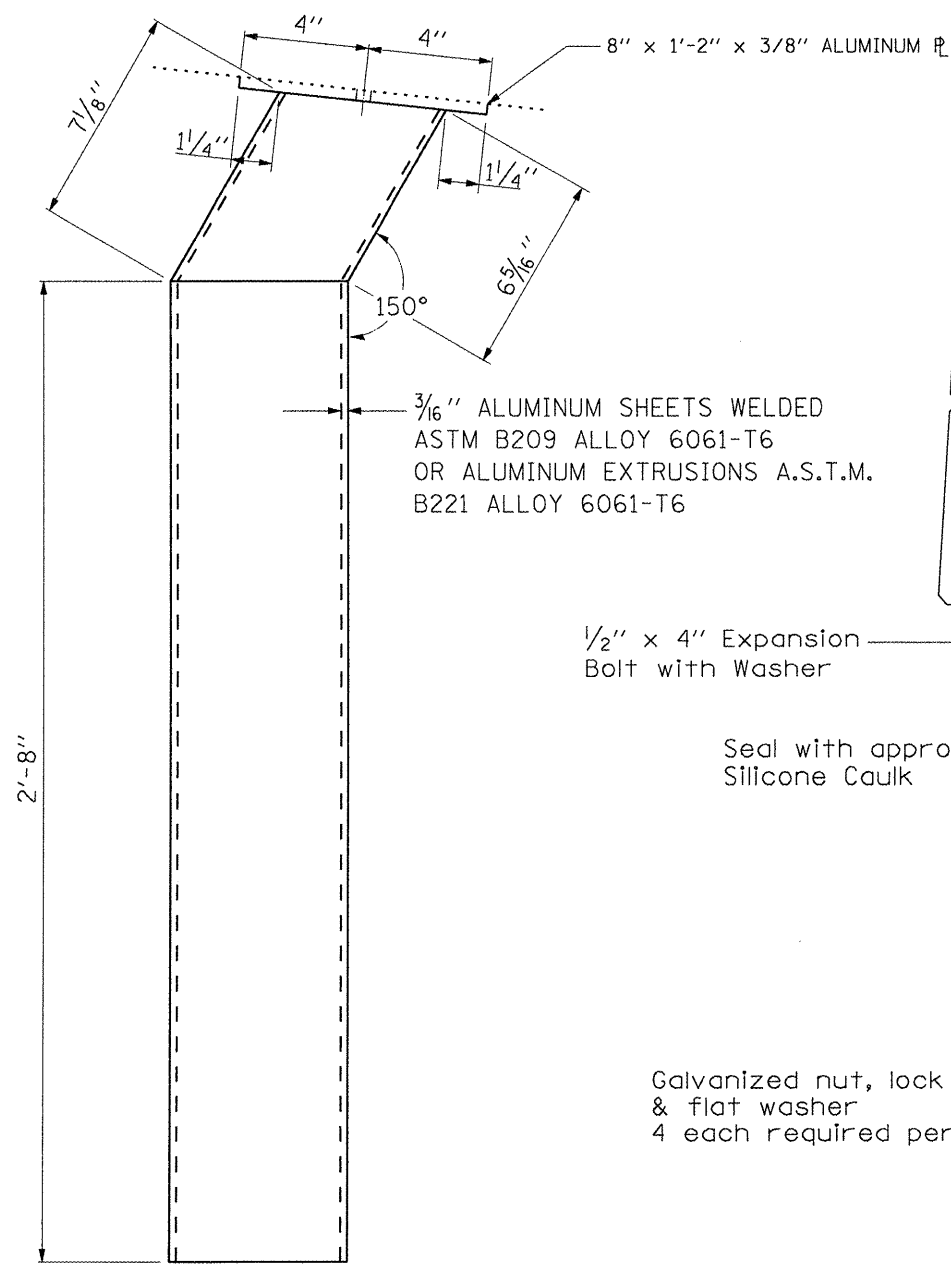 4" 4"
8" x 1'-2" x 3/8" ALUMINUM ⅊
7 1/8"
1 1/4" 1 1/4"
6 5/16"
150°
3/16" ALUMINUM SHEETS WELDED
ASTM B209 ALLOY 6061-T6
OR ALUMINUM EXTRUSIONS A.S.T.M.
B221 ALLOY 6061-T6
1/2" x 4" Expansion
Bolt with Washer
2'-8"
Seal with appro
Silicone Caulk
Galvanized nut, lock
& flat washer
4 each required per